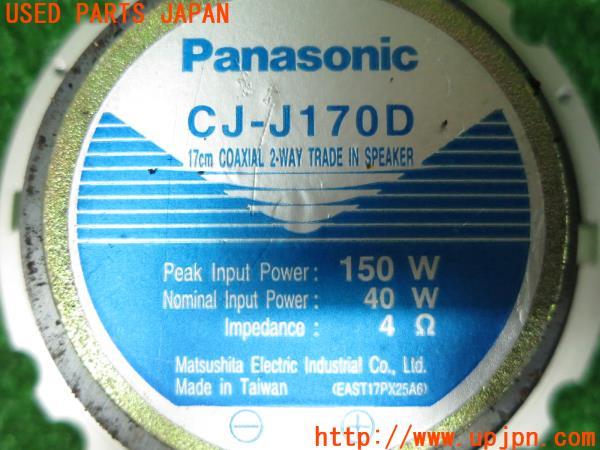 USED PARTS JAPAN
Panasonic
CJ-J170D
17cm COAXIAL 2-WAY TRADE IN SPEAKER
Peak Input Power: 150 W
Nominal Input Power: 40 W
Impedance: 4 Ω
Matsushita Electric Industrial Co., Ltd.
Made in Taiwan (EAST17PX25A6)
⊖ ⊕
http://www.upjpn.com